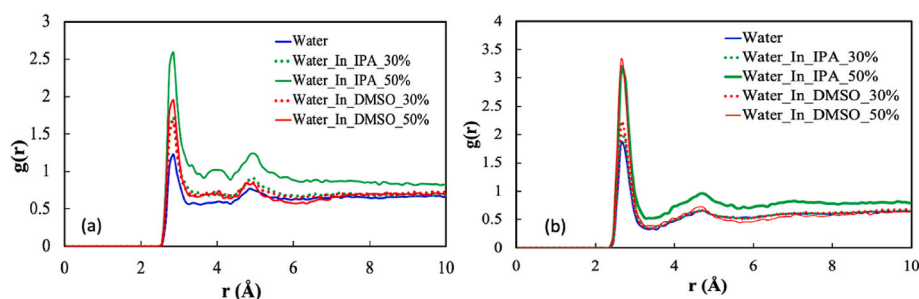 3
2.5
2
1.5
1
0.5
0
g(r)
Water
Water_In_IPA_30%
Water_In_IPA_50%
Water_In_DMSO_30%
Water_In_DMSO_50%
(a)
0 2 4 6 8 10
r (Å)
4
3.5
3
2.5
2
1.5
1
0.5
0
g(r)
Water
Water_In_IPA_30%
Water_In_IPA_50%
Water_In_DMSO_30%
Water_In_DMSO_50%
(b)
0 2 4 6 8 10
r (Å)